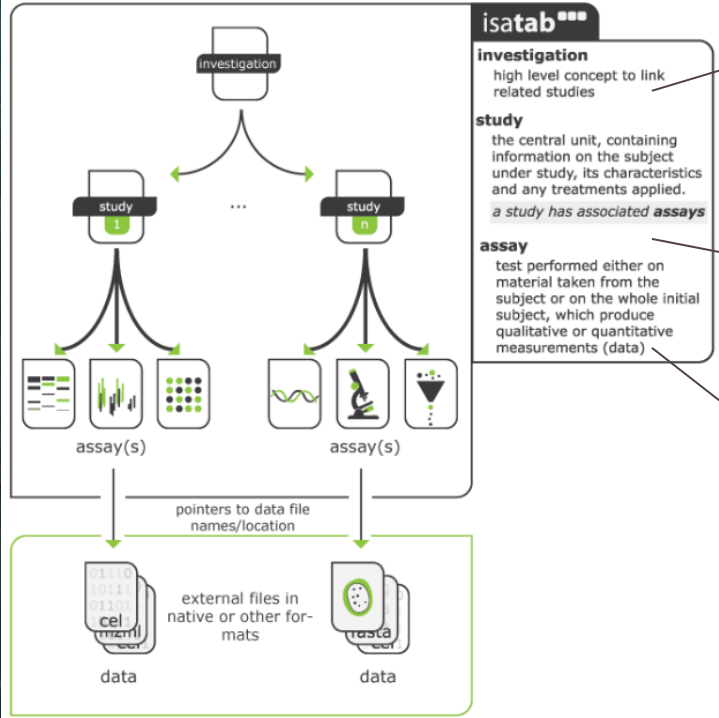 isatab
investigation
high level concept to link
related studies
study
the central unit, containing
information on the subject
under study, its characteristics
and any treatments applied.
a study has associated assays
assay
test performed either on
material taken from the
subject or on the whole initial
subject, which produce
qualitative or quantitative
measurements (data)
investigation
study
1
...
study
n
assay(s)
assay(s)
pointers to data file
names/location
01110
10111
01101
cel
mzml
external files in
native or other for-
mats
fasta
data
data